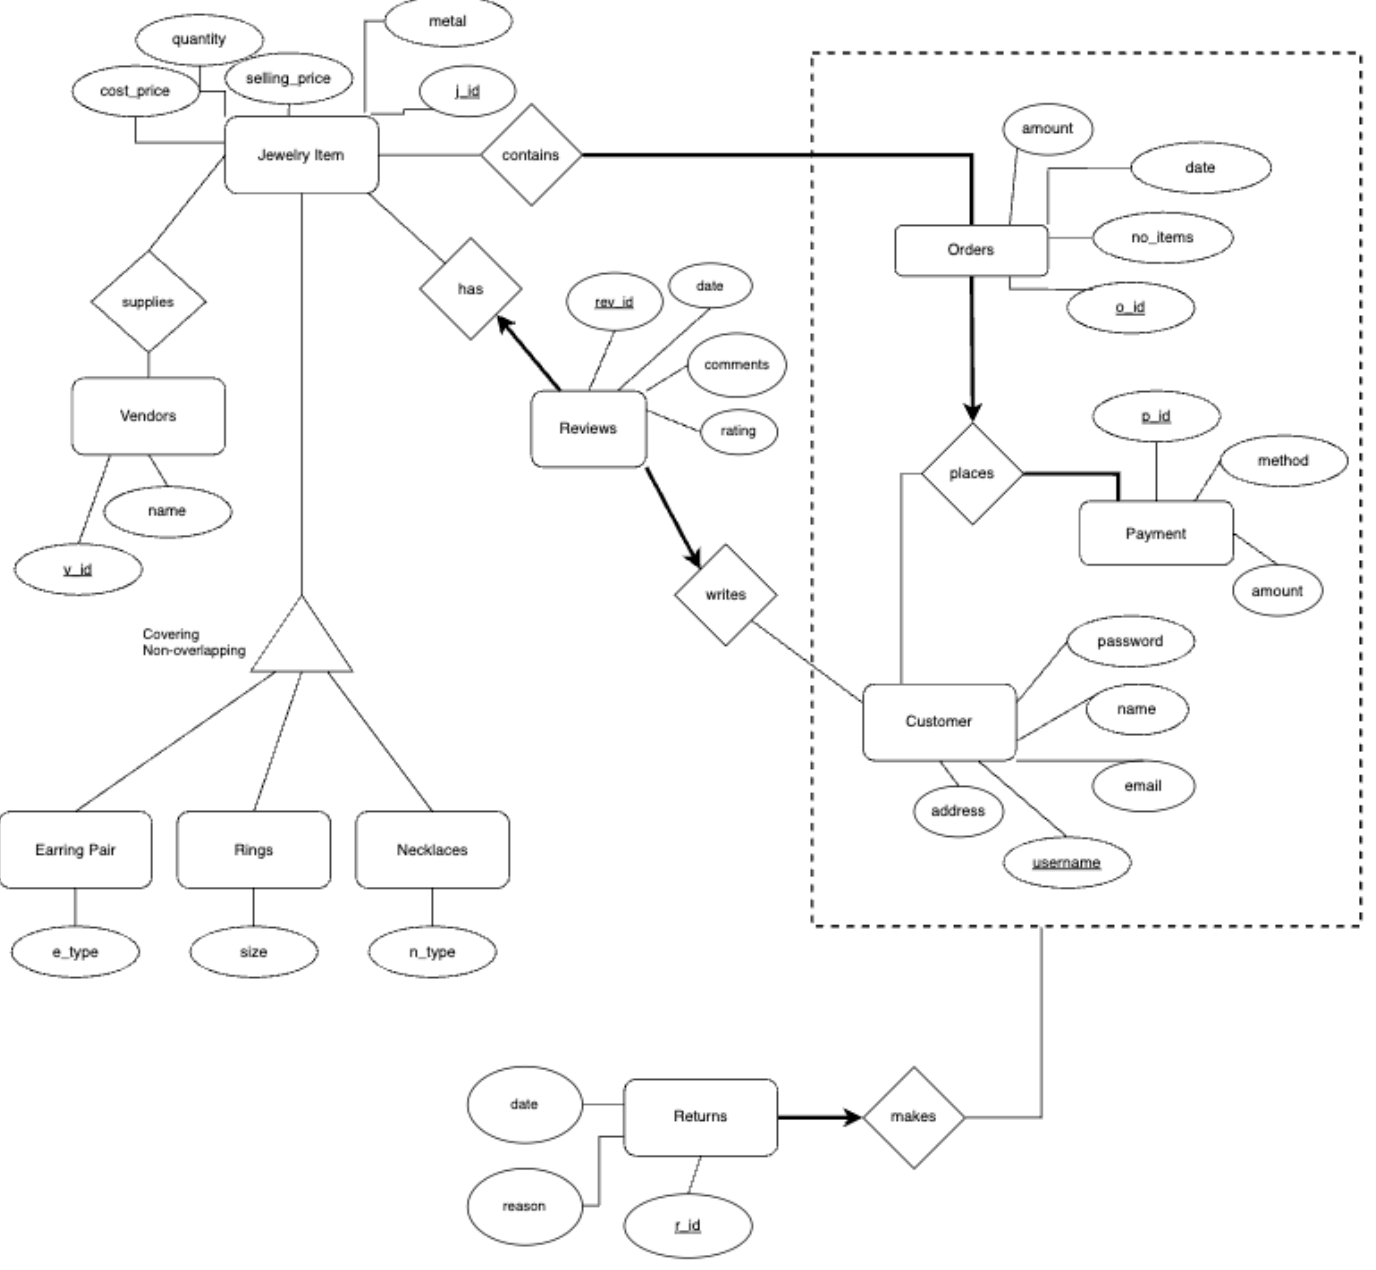 metal
quantity
selling_price
cost_price
j_id
Jewelry Item
contains
amount
date
no_items
Orders
o_id
supplies
has
rev_id
date
comments
rating
Reviews
Vendors
name
v_id
p_id
method
places
Payment
amount
writes
Covering
Non-overlapping
password
name
Customer
email
address
username
Earring Pair
Rings
Necklaces
e_type
size
n_type
date
Returns
makes
reason
r_id